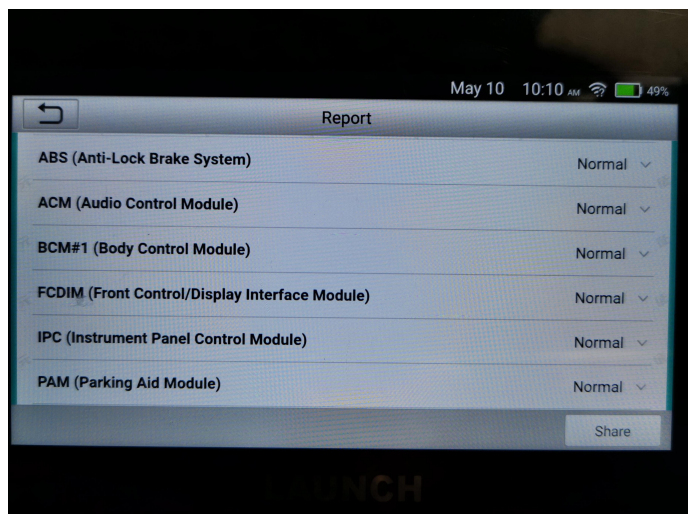 May 10 10:10 AM 49%
Report
ABS (Anti-Lock Brake System) Normal
ACM (Audio Control Module) Normal
BCM#1 (Body Control Module) Normal
FCDIM (Front Control/Display Interface Module) Normal
IPC (Instrument Panel Control Module) Normal
PAM (Parking Aid Module) Normal
Share
LAUNCH